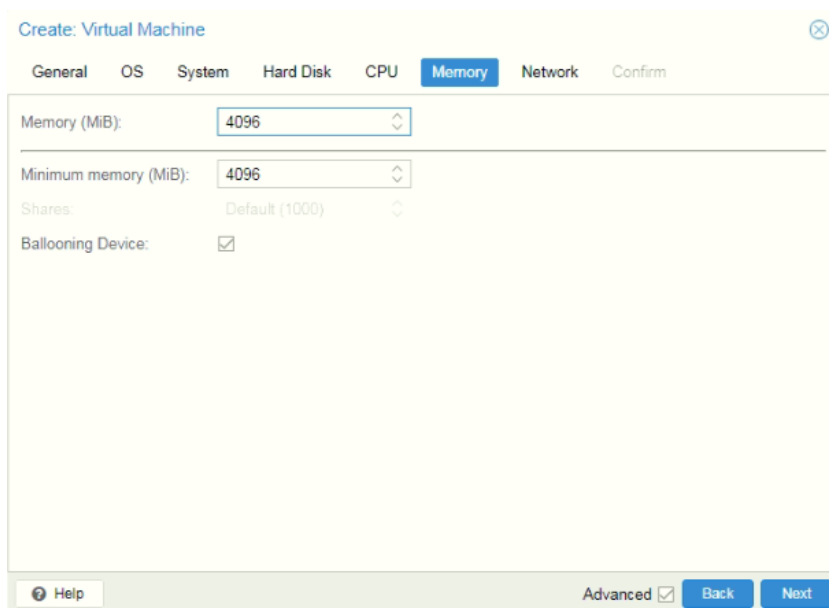 Create: Virtual Machine
General OS System Hard Disk CPU Memory Network Confirm
Memory (MiB): 4096
Minimum memory (MiB): 4096
Shares: Default (1000)
Ballooning Device:
Help Advanced Back Next